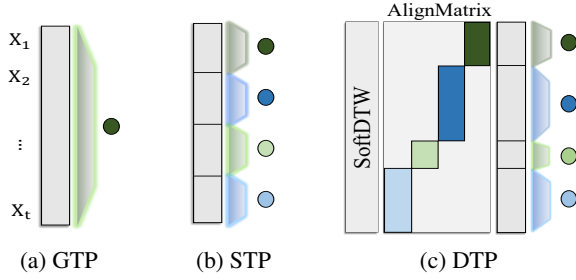 AlignMatrix
X₁
X₂
...
Xₜ
SoftDTW
(a) GTP
(b) STP
(c) DTP